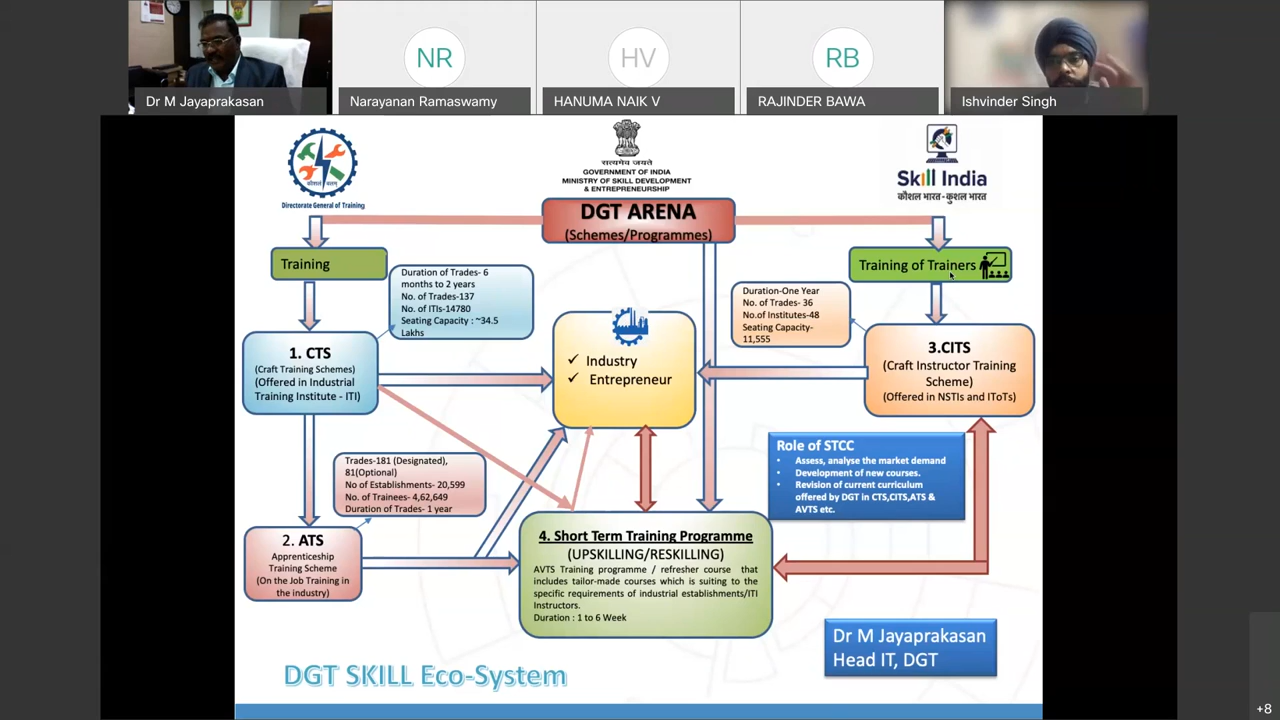 NR
HV
RB
Dr M Jayaprakasan
Narayanan Ramaswamy
HANUMA NAIK V
RAJINDER BAWA
Ishvinder Singh
Directorate General of Training
सत्यमेव जयते
GOVERNMENT OF INDIA
MINISTRY OF SKILL DEVELOPMENT
& ENTREPRENEURSHIP
Skill India
कौशल भारत-कुशल भारत
DGT ARENA
(Schemes/Programmes)
Training
Duration of Trades- 6
months to 2 years
No. of Trades-137
No. of ITIs-14780
Seating Capacity : ~34.5
Lakhs
Training of Trainers
Duration-One Year
No. of Trades- 36
No.of Institutes-48
Seating Capacity-
11,555
1. CTS
(Craft Training Schemes)
(Offered in Industrial
Training Institute - ITI)
✓ Industry
✓ Entrepreneur
3.CITS
(Craft Instructor Training
Scheme)
(Offered in NSTIs and IToTs)
Role of STCC
• Assess, analyse the market demand
• Development of new courses.
• Revision of current curriculum
offered by DGT in CTS,CITS,ATS &
AVTS etc.
Trades-181 (Designated),
81(Optional)
No of Establishments- 20,599
No. of Trainees- 4,62,649
Duration of Trades- 1 year
2. ATS
Apprenticeship
Training Scheme
(On the Job Training in
the industry)
4. Short Term Training Programme
(UPSKILLING/RESKILLING)
AVTS Training programme / refresher course that
includes tailor-made courses which is suiting to the
specific requirements of industrial establishments/ITI
Instructors.
Duration : 1 to 6 Week
Dr M Jayaprakasan
Head IT, DGT
DGT SKILL Eco-System
+8